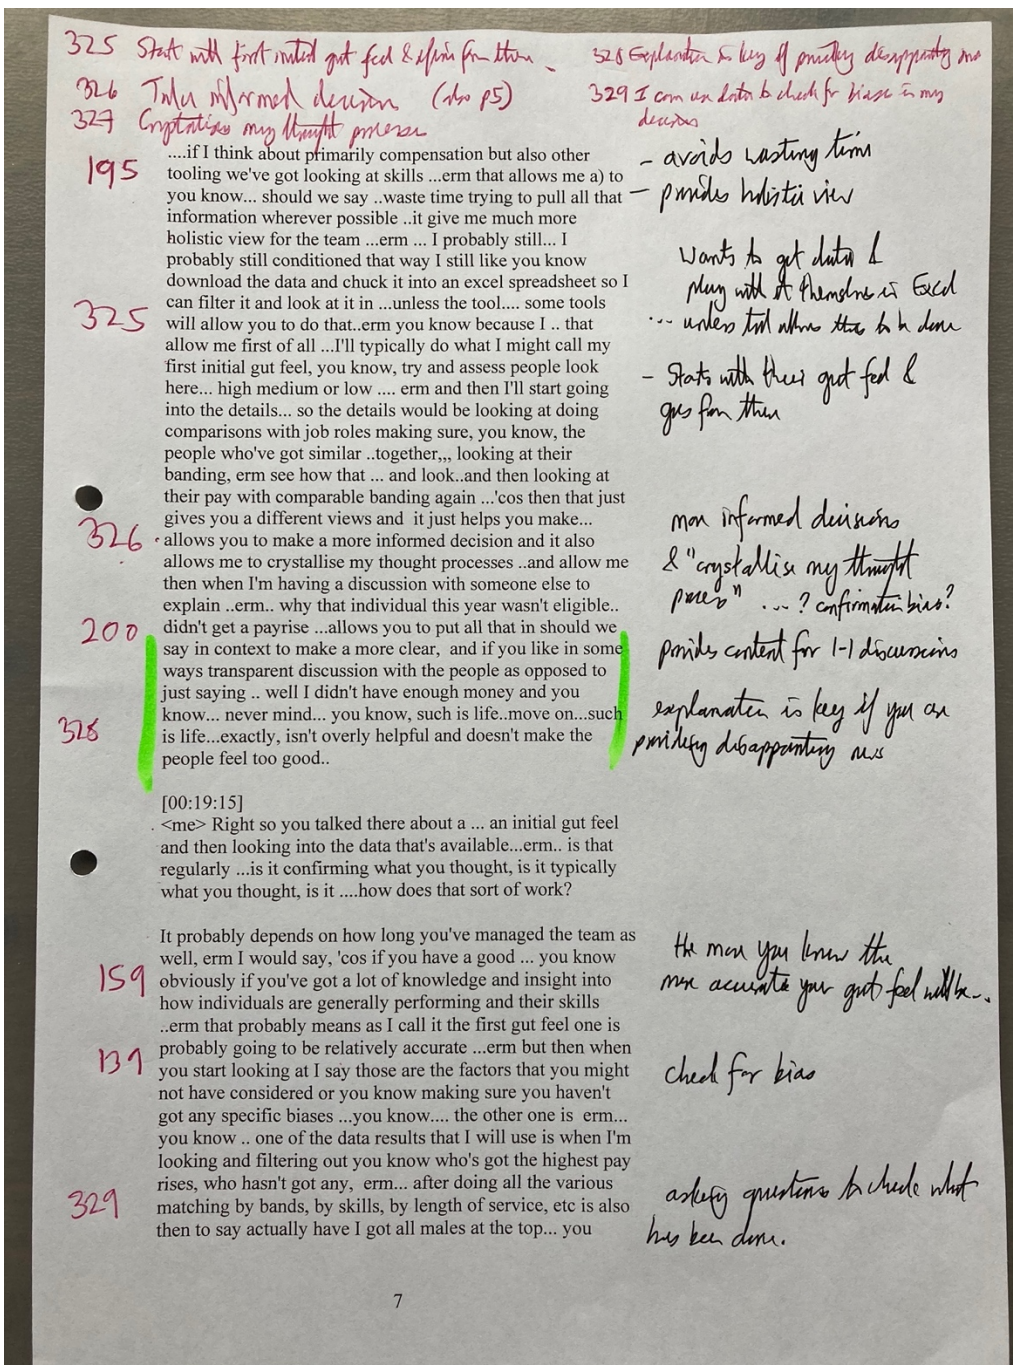 325 Start with first initial gut feel & refine from there
328 Explanation is key if providing disappointing news
326 Take informed decision (also p5)
329 I can use data to check for biases in my
decisions
327 Crystallises my thought process
195
....if I think about primarily compensation but also other
tooling we've got looking at skills ...erm that allows me a) to
you know... should we say ..waste time trying to pull all that
information wherever possible ..it give me much more
holistic view for the team ...erm ... I probably still... I
probably still conditioned that way I still like you know
download the data and chuck it into an excel spreadsheet so I
can filter it and look at it in ...unless the tool.... some tools
will allow you to do that..erm you know because I .. that
allow me first of all ...I'll typically do what I might call my
first initial gut feel, you know, try and assess people look
here... high medium or low .... erm and then I'll start going
into the details... so the details would be looking at doing
comparisons with job roles making sure, you know, the
people who've got similar ..together,,, looking at their
banding, erm see how that ... and look..and then looking at
their pay with comparable banding again ...'cos then that just
gives you a different views and it just helps you make...
allows you to make a more informed decision and it also
allows me to crystallise my thought processes ..and allow me
then when I'm having a discussion with someone else to
explain ..erm.. why that individual this year wasn't eligible..
didn't get a payrise ...allows you to put all that in should we
say in context to make a more clear, and if you like in some
ways transparent discussion with the people as opposed to
just saying .. well I didn't have enough money and you
know... never mind... you know, such is life..move on...such
is life...exactly, isn't overly helpful and doesn't make the
people feel too good..
325
326
200
328
- avoids wasting time
- provides holistic view
Wants to get data &
play with it themselves in Excel
... unless tool allows this to be done
- Starts with their gut feel &
goes from there
more informed decisions
& "crystallise my thought
process" ...? confirmation bias?
provides content for 1-1 discussions
explanation is key if you are
providing disappointing news
[00:19:15]
<me> Right so you talked there about a ... an initial gut feel
and then looking into the data that's available...erm.. is that
regularly ...is it confirming what you thought, is it typically
what you thought, is it ....how does that sort of work?
It probably depends on how long you've managed the team as
well, erm I would say, 'cos if you have a good ... you know
obviously if you've got a lot of knowledge and insight into
how individuals are generally performing and their skills
..erm that probably means as I call it the first gut feel one is
probably going to be relatively accurate ...erm but then when
you start looking at I say those are the factors that you might
not have considered or you know making sure you haven't
got any specific biases ...you know.... the other one is erm...
you know .. one of the data results that I will use is when I'm
looking and filtering out you know who's got the highest pay
rises, who hasn't got any, erm... after doing all the various
matching by bands, by skills, by length of service, etc is also
then to say actually have I got all males at the top... you
159
139
329
the more you know the
more accurate your gut feel will be...
check for bias
asking questions to check what
has been done.
7